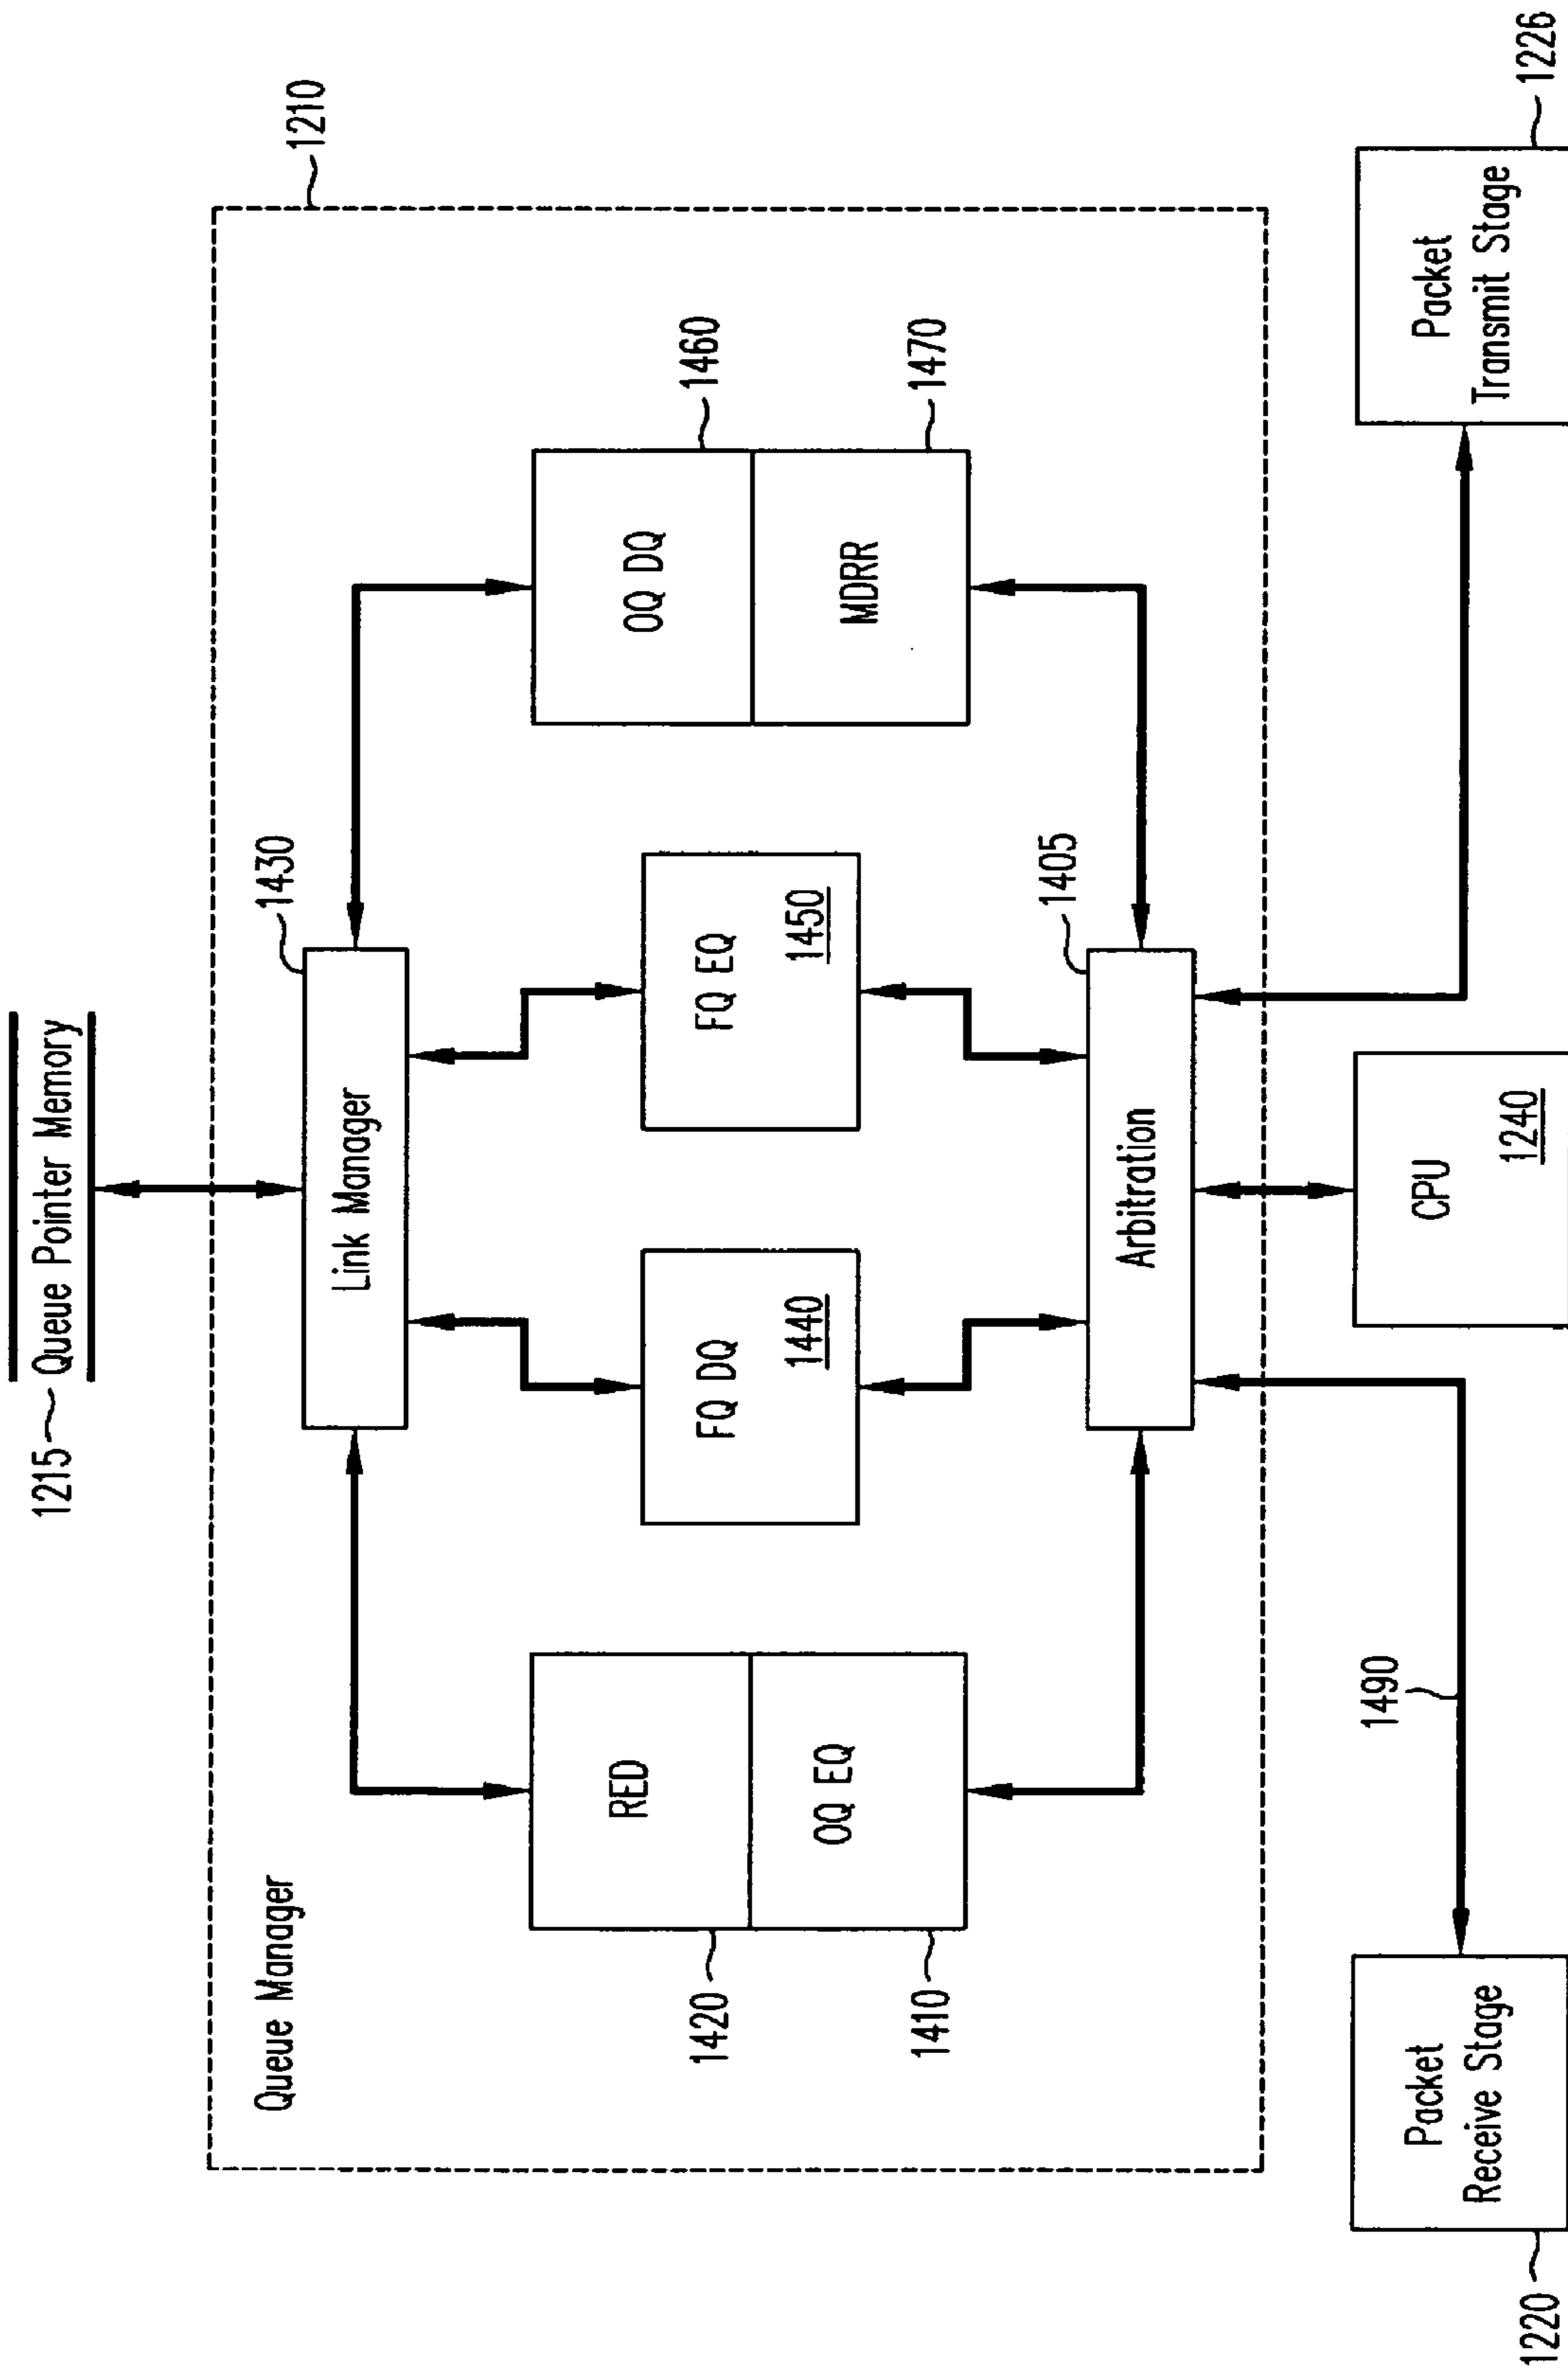 1215
Queue Pointer Memory
1210
Queue Manager
1430
Link Manager
RED
1420
OQ EQ
1410
FQ DQ
1440
FQ EQ
1450
OQ DQ
1460
MDRR
1470
1405
Arbitration
1490
Packet
Receive Stage
1220
CPU
1240
Packet
Transmit Stage
1226